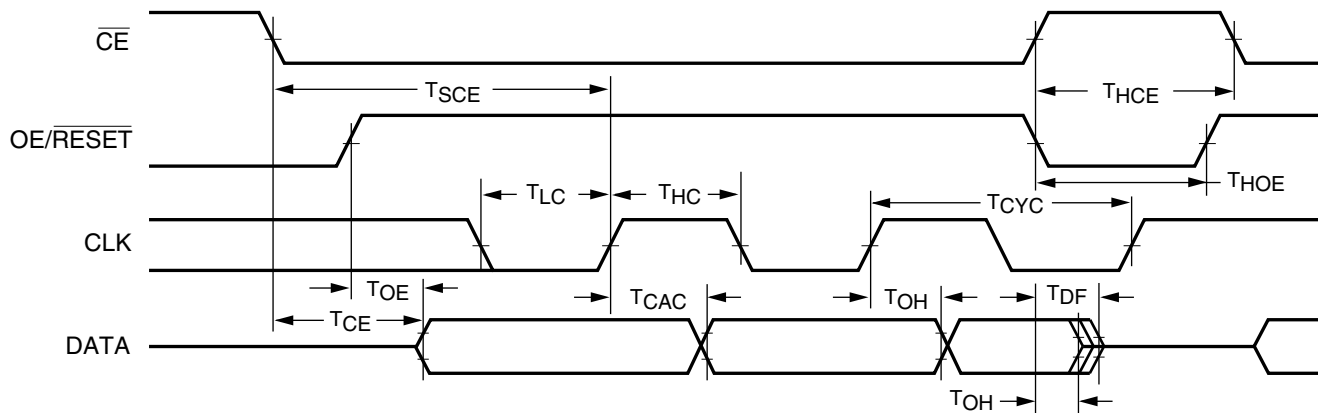 CE
TSCE
THCE
OE/RESET
TLC
THC
TCYC
THOE
CLK
TOE
TCAC
TOH
TDF
TCE
DATA
TOH